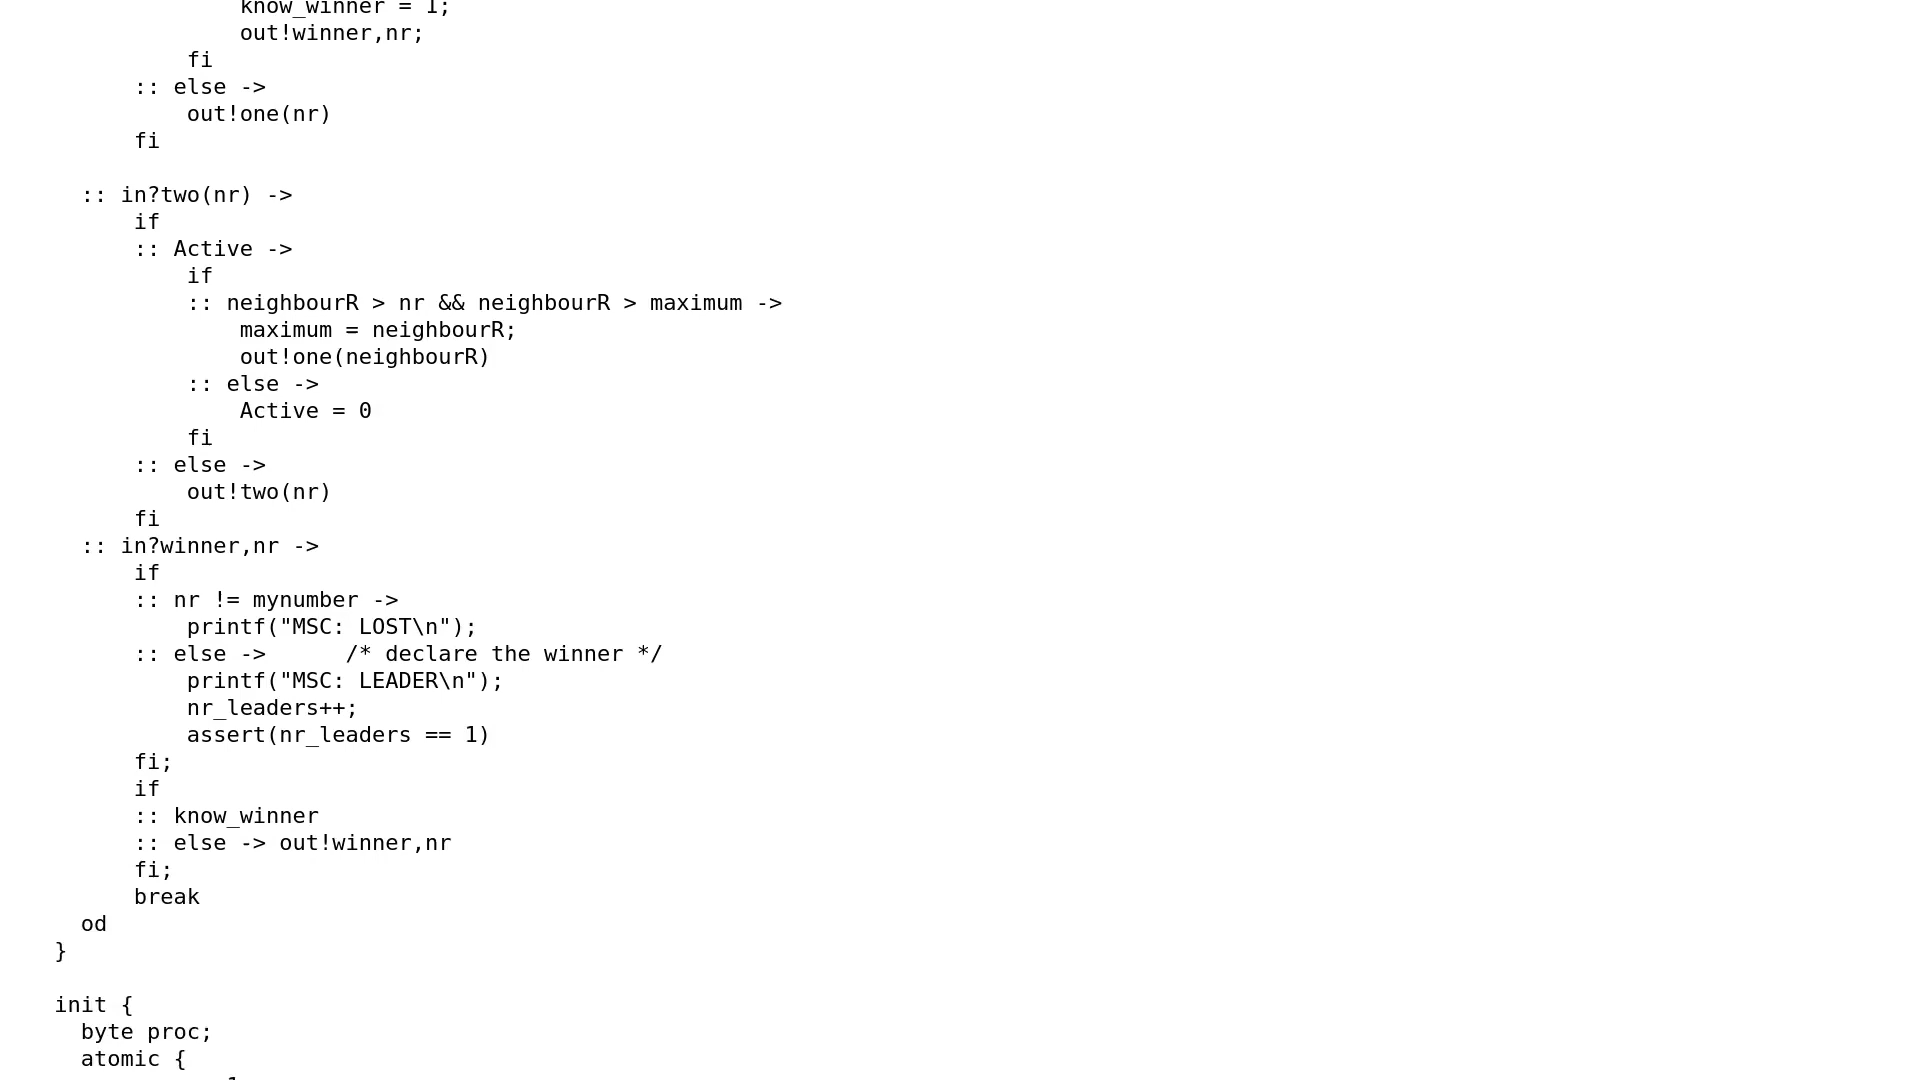 know_winner = 1;
out!winner,nr;
fi
:: else ->
out!one(nr)
fi
:: in?two(nr) ->
if
:: Active ->
if
:: neighbourR > nr && neighbourR > maximum ->
maximum = neighbourR;
out!one(neighbourR)
:: else ->
Active = 0
fi
:: else ->
out!two(nr)
fi
:: in?winner,nr ->
if
:: nr != mynumber ->
printf("MSC: LOST\n");
:: else ->      /* declare the winner */
printf("MSC: LEADER\n");
nr_leaders++;
assert(nr_leaders == 1)
fi;
if
:: know_winner
:: else-> out!winner,nr
fi;
break
od
}
init {
byte proc;
atomic {